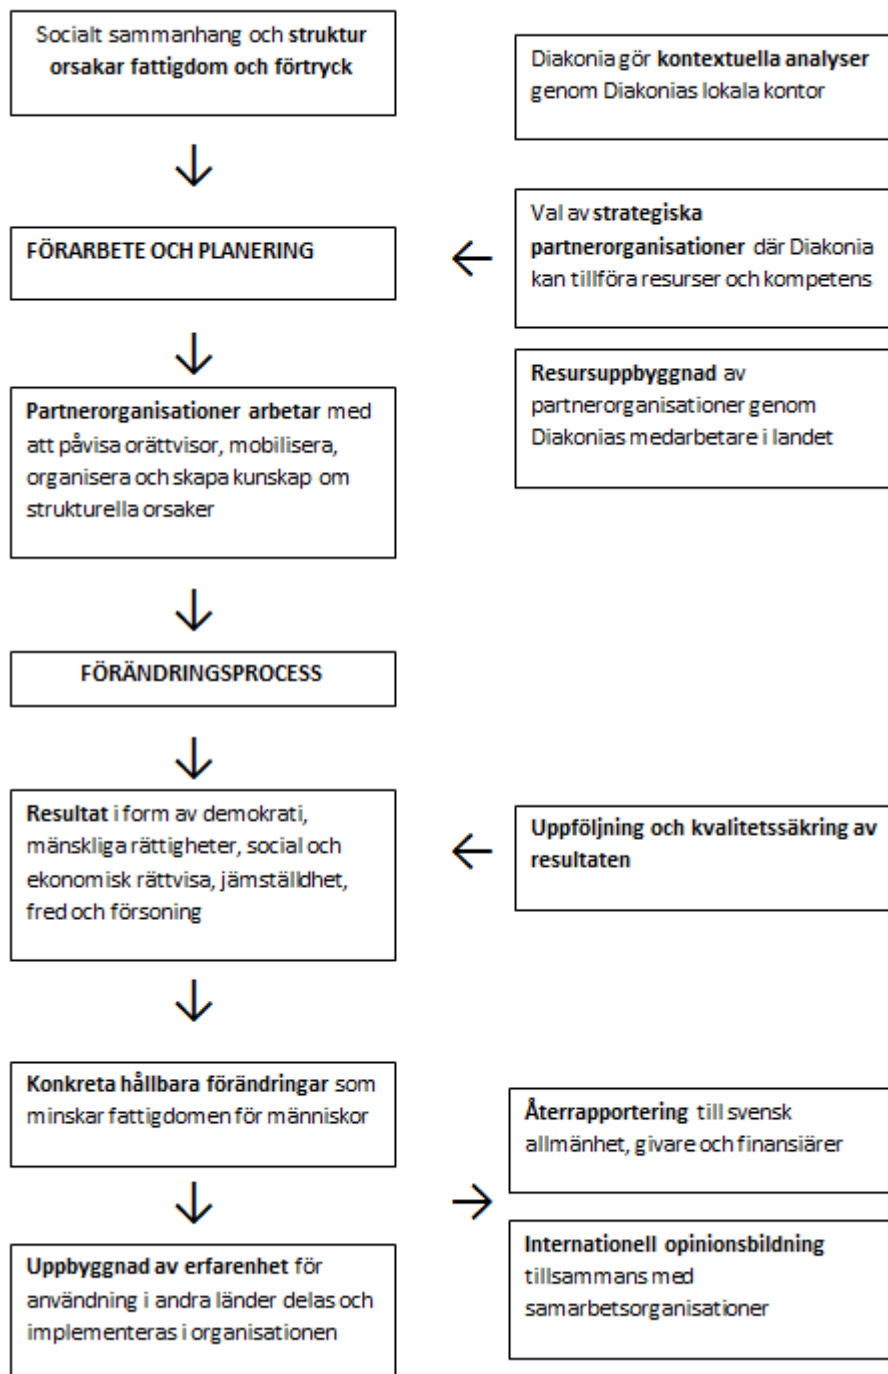 Socialt sammanhang och struktur
orsakar fattigdom och förtryck
Diakonia gör kontextuella analyser
genom Diakonias lokala kontor
FÖRARBETE OCH PLANERING
Val av strategiska
partnerorganisationer där Diakonia
kan tillföra resurser och kompetens
Resursuppbyggnad av
partnerorganisationer genom
Diakonias medarbetare i landet
Partnerorganisationer arbetar med
att påvisa orättvisor, mobilisera,
organisera och skapa kunskap om
strukturella orsaker
FÖRÄNDRINGSPROCESS
Resultat i form av demokrati,
mänskliga rättigheter, social och
ekonomisk rättvisa, jämställdhet,
fred och försoning
Uppföljning och kvalitetssäkring av
resultaten
Konkreta hållbara förändringar som
minskar fattigdomen för människor
Återrapportering till svensk
allmänhet, givare och finansiärer
Uppbyggnad av erfarenhet för
användning i andra länder delas och
implementeras i organisationen
Internationell opinionsbildning
tillsammans med
samarbetsorganisationer